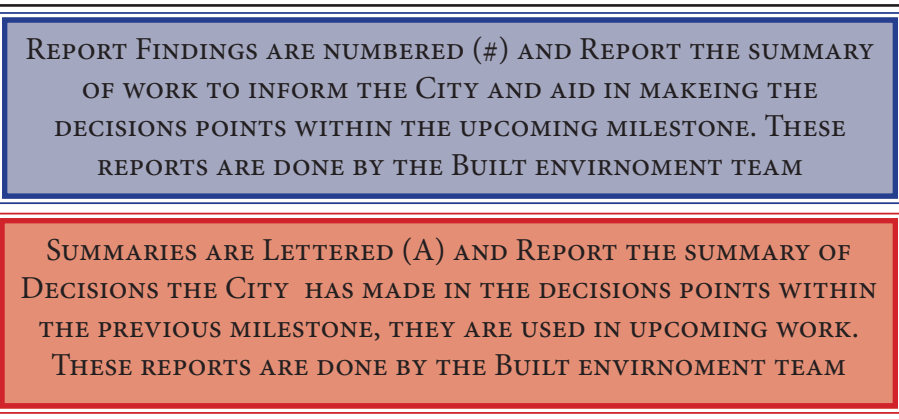 Report Findings are numbered (#) and Report the summary
of work to inform the City and aid in makeing the
decisions points within the upcoming milestone. These
reports are done by the Built envirnoment team
Summaries are Lettered (A) and Report the summary of
Decisions the City has made in the decisions points within
the previous milestone, they are used in upcoming work.
These reports are done by the Built envirnoment team